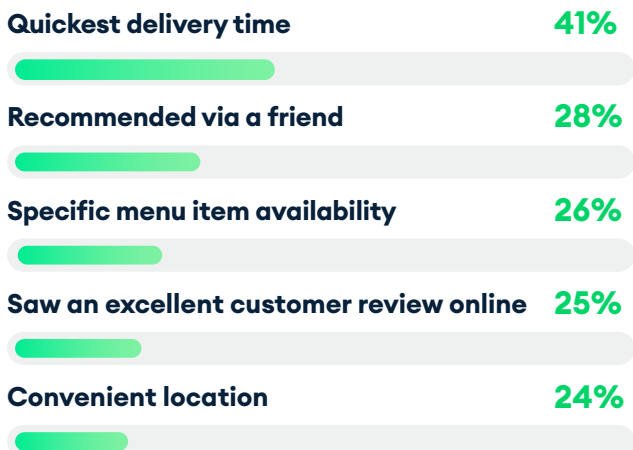 Quickest delivery time 41%
Recommended via a friend 28%
Specific menu item availability 26%
Saw an excellent customer review online 25%
Convenient location 24%